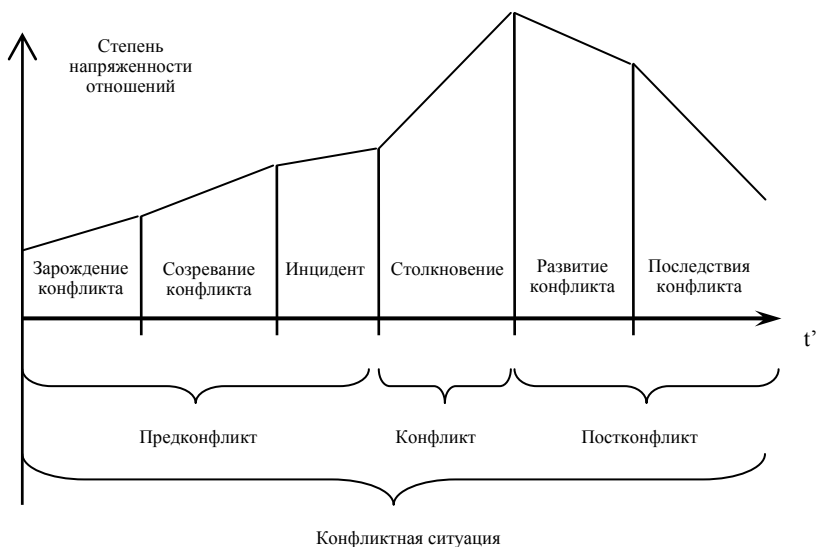 Степень
напряженности
отношений
Зарождение
конфликта
Созревание
конфликта
Инцидент
Столкновение
Развитие
конфликта
Последствия
конфликта
t’
Предконфликт
Конфликт
Постконфликт
Конфликтная ситуация